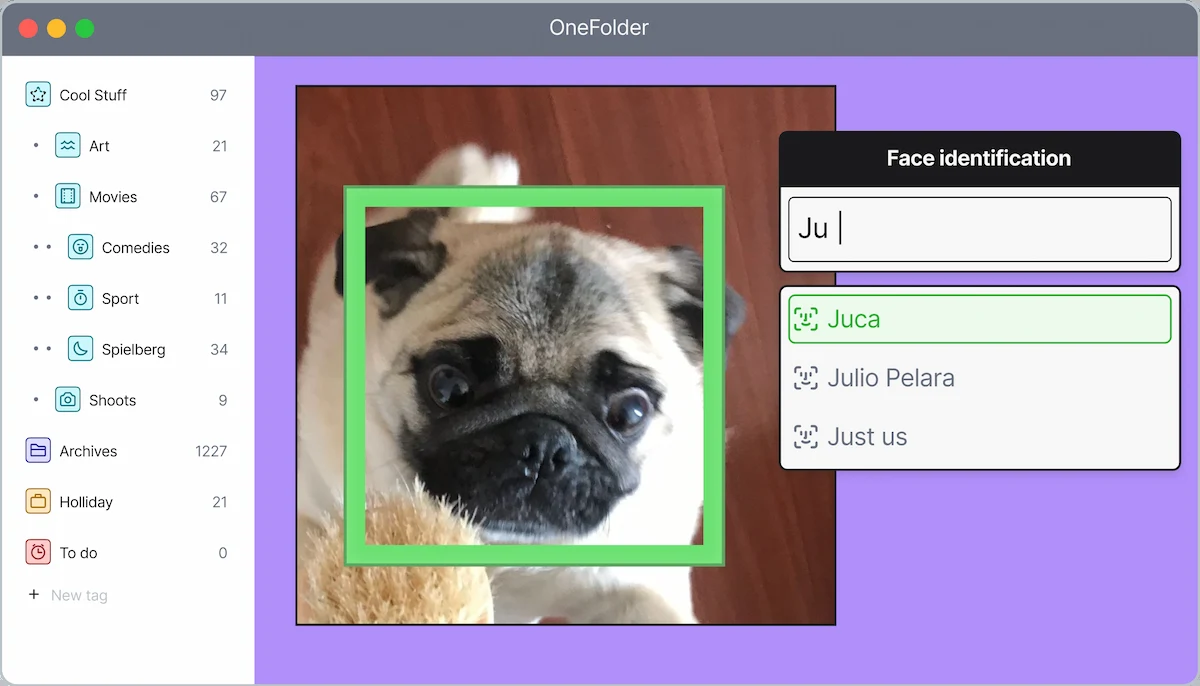 OneFolder
Cool Stuff 97
Art 21
Movies 67
Comedies 32
Sport 11
Spielberg 34
Shoots 9
Archives 1227
Holliday 21
To do 0
+ New tag
Face identification
Ju
Juca
Julio Pelara
Just us